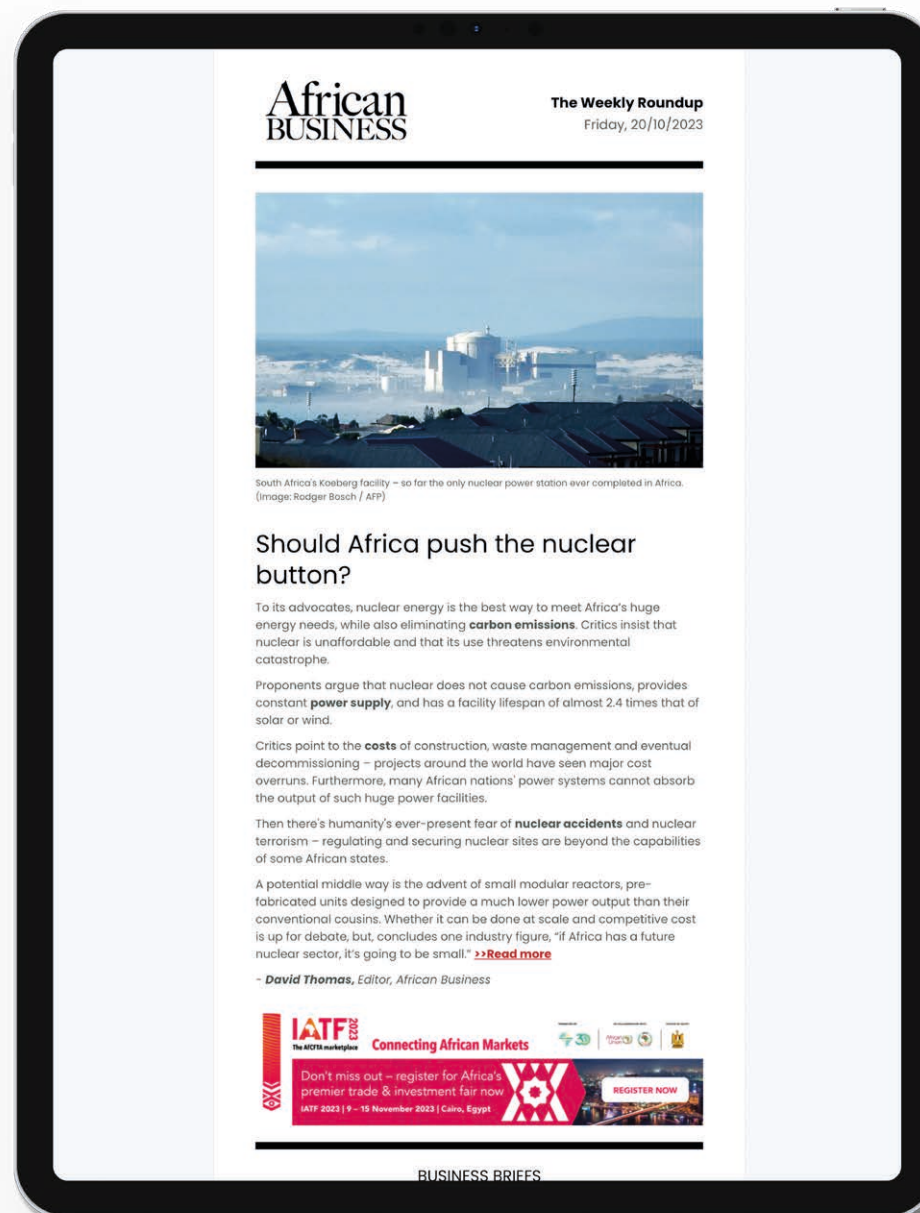 African
BUSINESS
The Weekly Roundup
Friday, 20/10/2023
South Africa's Koeberg facility – so far the only nuclear power station ever completed in Africa.
(Image: Rodger Bosch / AFP)
Should Africa push the nuclear
button?
To its advocates, nuclear energy is the best way to meet Africa's huge
energy needs, while also eliminating carbon emissions. Critics insist that
nuclear is unaffordable and that its use threatens environmental
catastrophe.
Proponents argue that nuclear does not cause carbon emissions, provides
constant power supply, and has a facility lifespan of almost 2.4 times that of
solar or wind.
Critics point to the costs of construction, waste management and eventual
decommissioning – projects around the world have seen major cost
overruns. Furthermore, many African nations' power systems cannot absorb
the output of such huge power facilities.
Then there's humanity's ever-present fear of nuclear accidents and nuclear
terrorism – regulating and securing nuclear sites are beyond the capabilities
of some African states.
A potential middle way is the advent of small modular reactors, pre-
fabricated units designed to provide a much lower power output than their
conventional cousins. Whether it can be done at scale and competitive cost
is up for debate, but, concludes one industry figure, “if Africa has a future
nuclear sector, it's going to be small.” >>Read more
- David Thomas, Editor, African Business
IATF 2023
The AfCFTA marketplace
Connecting African Markets
Don't miss out – register for Africa's
premier trade & investment fair now
IATF 2023 | 9 – 15 November 2023 | Cairo, Egypt
REGISTER NOW
BUSINESS BRIEFS